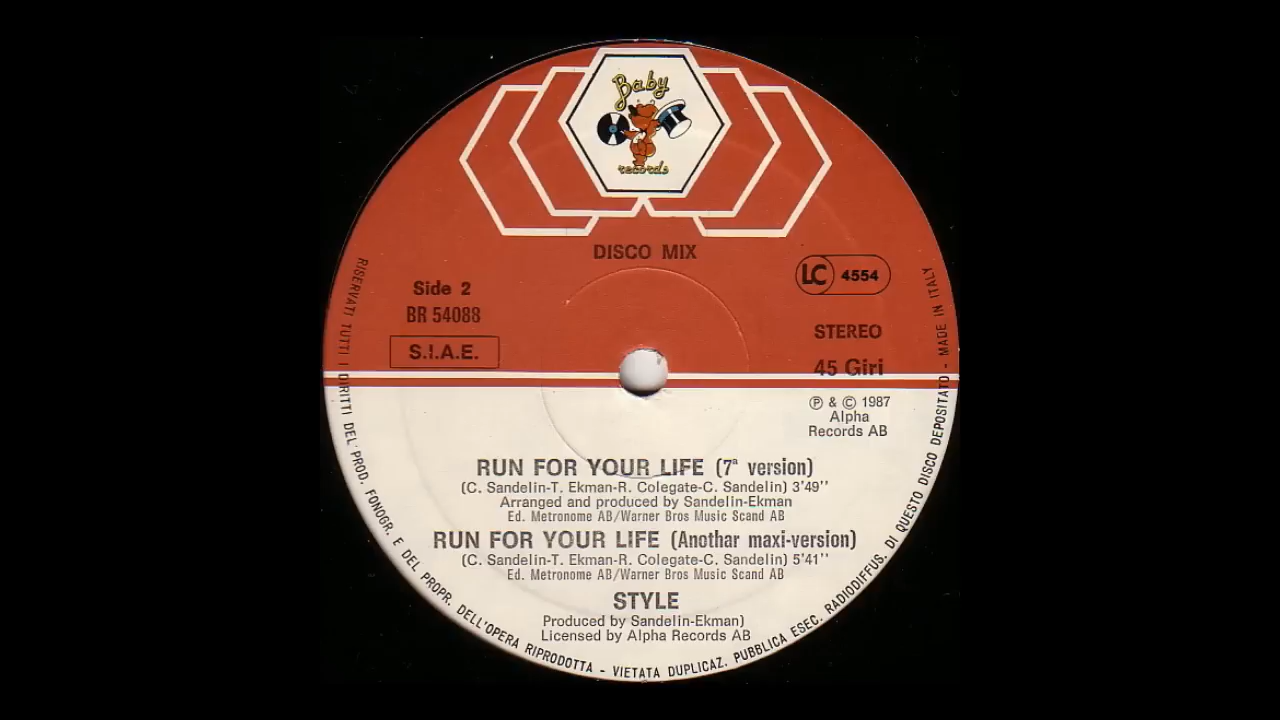 Baby
records
DISCO MIX
Side 2
BR 54088
S.I.A.E.
LC 4554
STEREO
45 Giri
Ⓟ & © 1987
Alpha
Records AB
RUN FOR YOUR LIFE (7ª version)
(C. Sandelin-T. Ekman-R. Colegate-C. Sandelin) 3'49''
Arranged and produced by Sandelin-Ekman
Ed. Metronome AB/Warner Bros Music Scand AB
RUN FOR YOUR LIFE (Anothar maxi-version)
(C. Sandelin-T. Ekman-R. Colegate-C. Sandelin) 5'41''
Ed. Metronome AB/Warner Bros Music Scand AB
STYLE
Produced by Sandelin-Ekman)
Licensed by Alpha Records AB
RISERVATI TUTTI I DIRITTI DEL PROD. FONOGR. E DEL PROPR. DELL'OPERA RIPRODOTTA - VIETATA DUPLICAZ. PUBBLICA ESEC. RADIODIFFUS. DI QUESTO DISCO DEPOSITATO - MADE IN ITALY